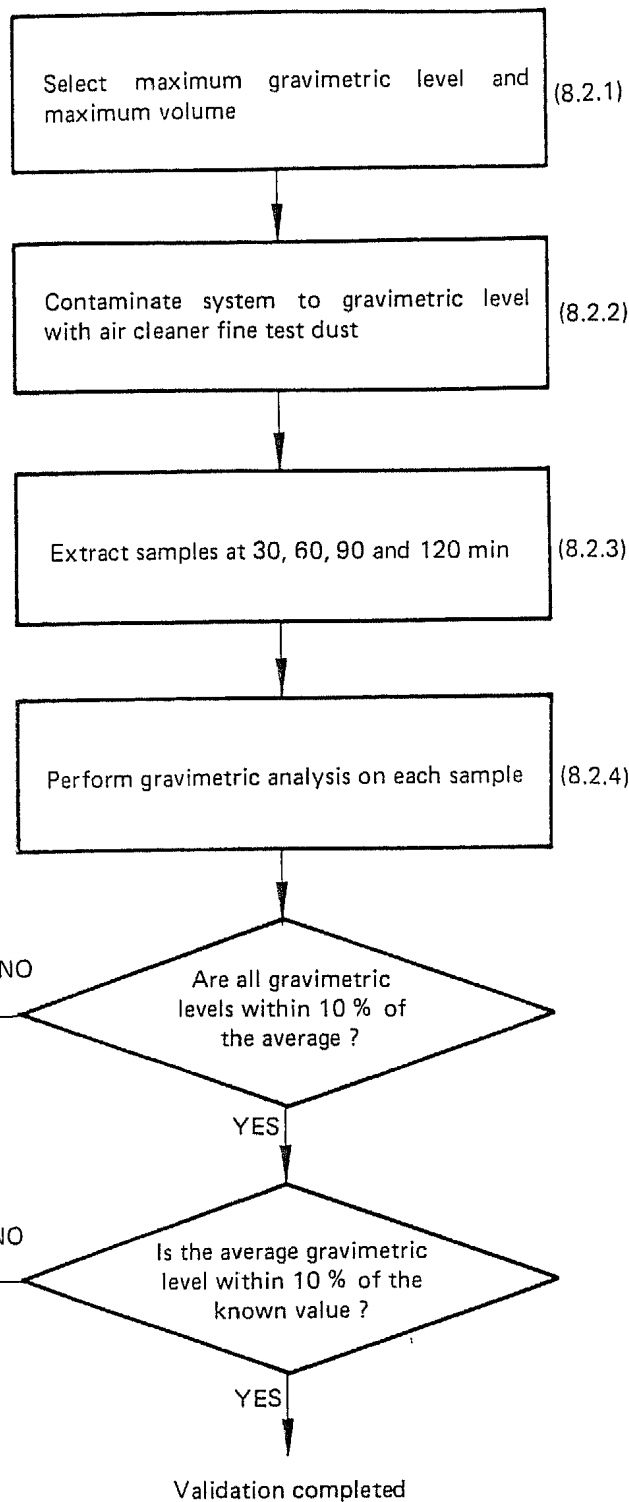 Select maximum gravimetric level and
maximum volume
(8.2.1)
Contaminate system to gravimetric level
with air cleaner fine test dust
(8.2.2)
Extract samples at 30, 60, 90 and 120 min
(8.2.3)
Perform gravimetric analysis on each sample
(8.2.4)
NO
Are all gravimetric
levels within 10 % of
the average ?
YES
NO
Is the average gravimetric
level within 10 % of the
known value ?
YES
Validation completed